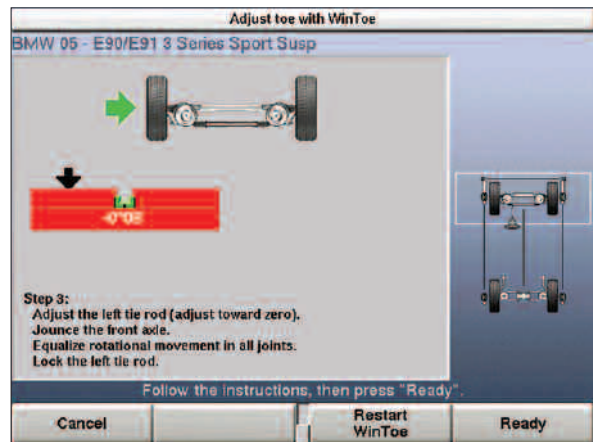 Adjust toe with WinToe
BMW 05 - E90/E91 3 Series Sport Susp
Step 3:
Adjust the left tie rod (adjust toward zero).
Jounce the front axle.
Equalize rotational movement in all joints.
Lock the left tie rod.
Follow the instructions, then press "Ready".
Cancel
Restart
WinToe
Ready